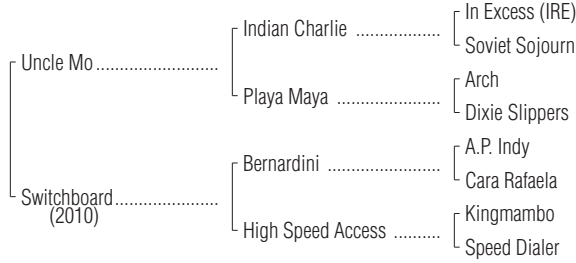 In Excess (IRE)
Indian Charlie ..................
Soviet Sojourn
Uncle Mo..........................
Arch
Playa Maya ......................
Dixie Slippers
A.P. Indy
Bernardini ........................
Cara Rafaela
Switchboard......................
(2010)
Kingmambo
High Speed Access ..........
Speed Dialer